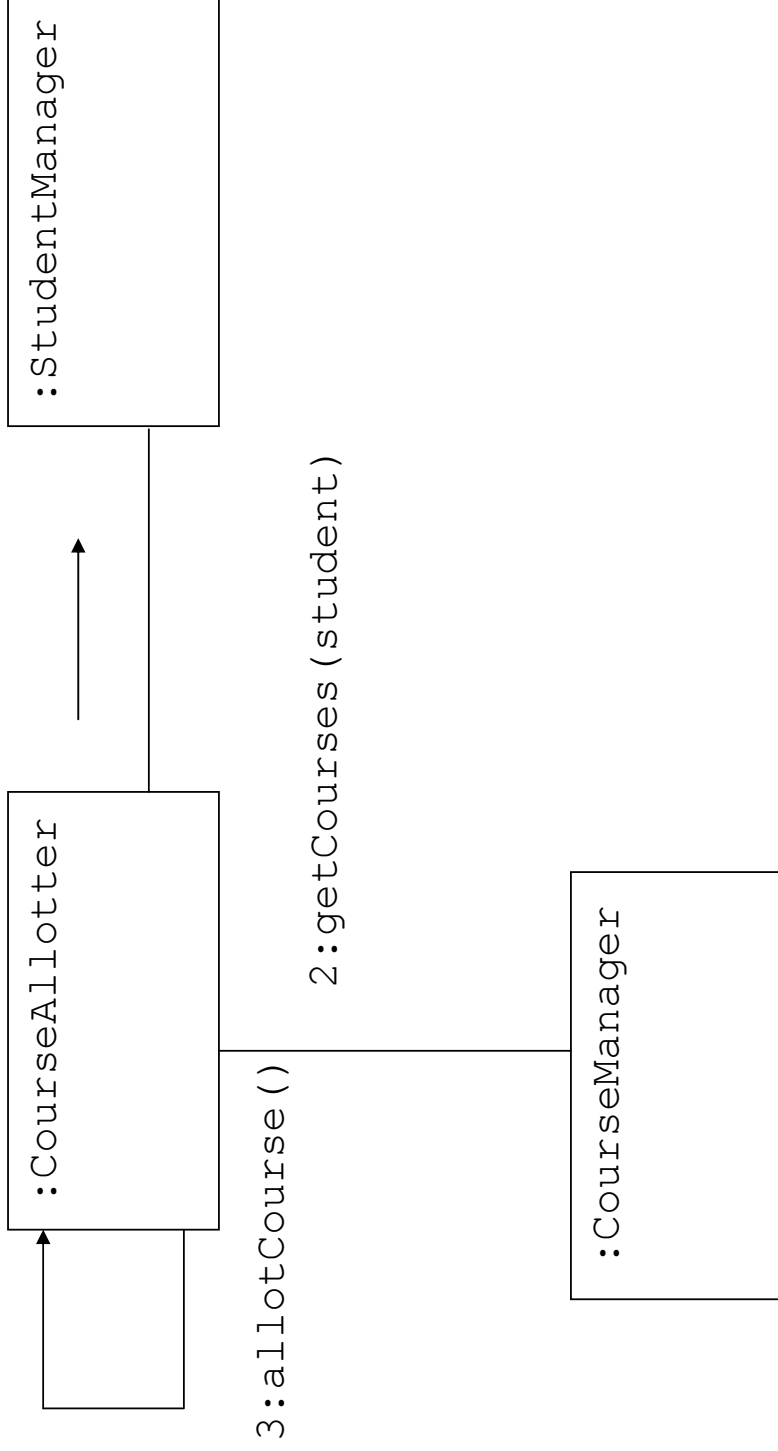 :CourseAllotter
:StudentManager
3:allotCourse()
2:getCourses(student)
:CourseManager